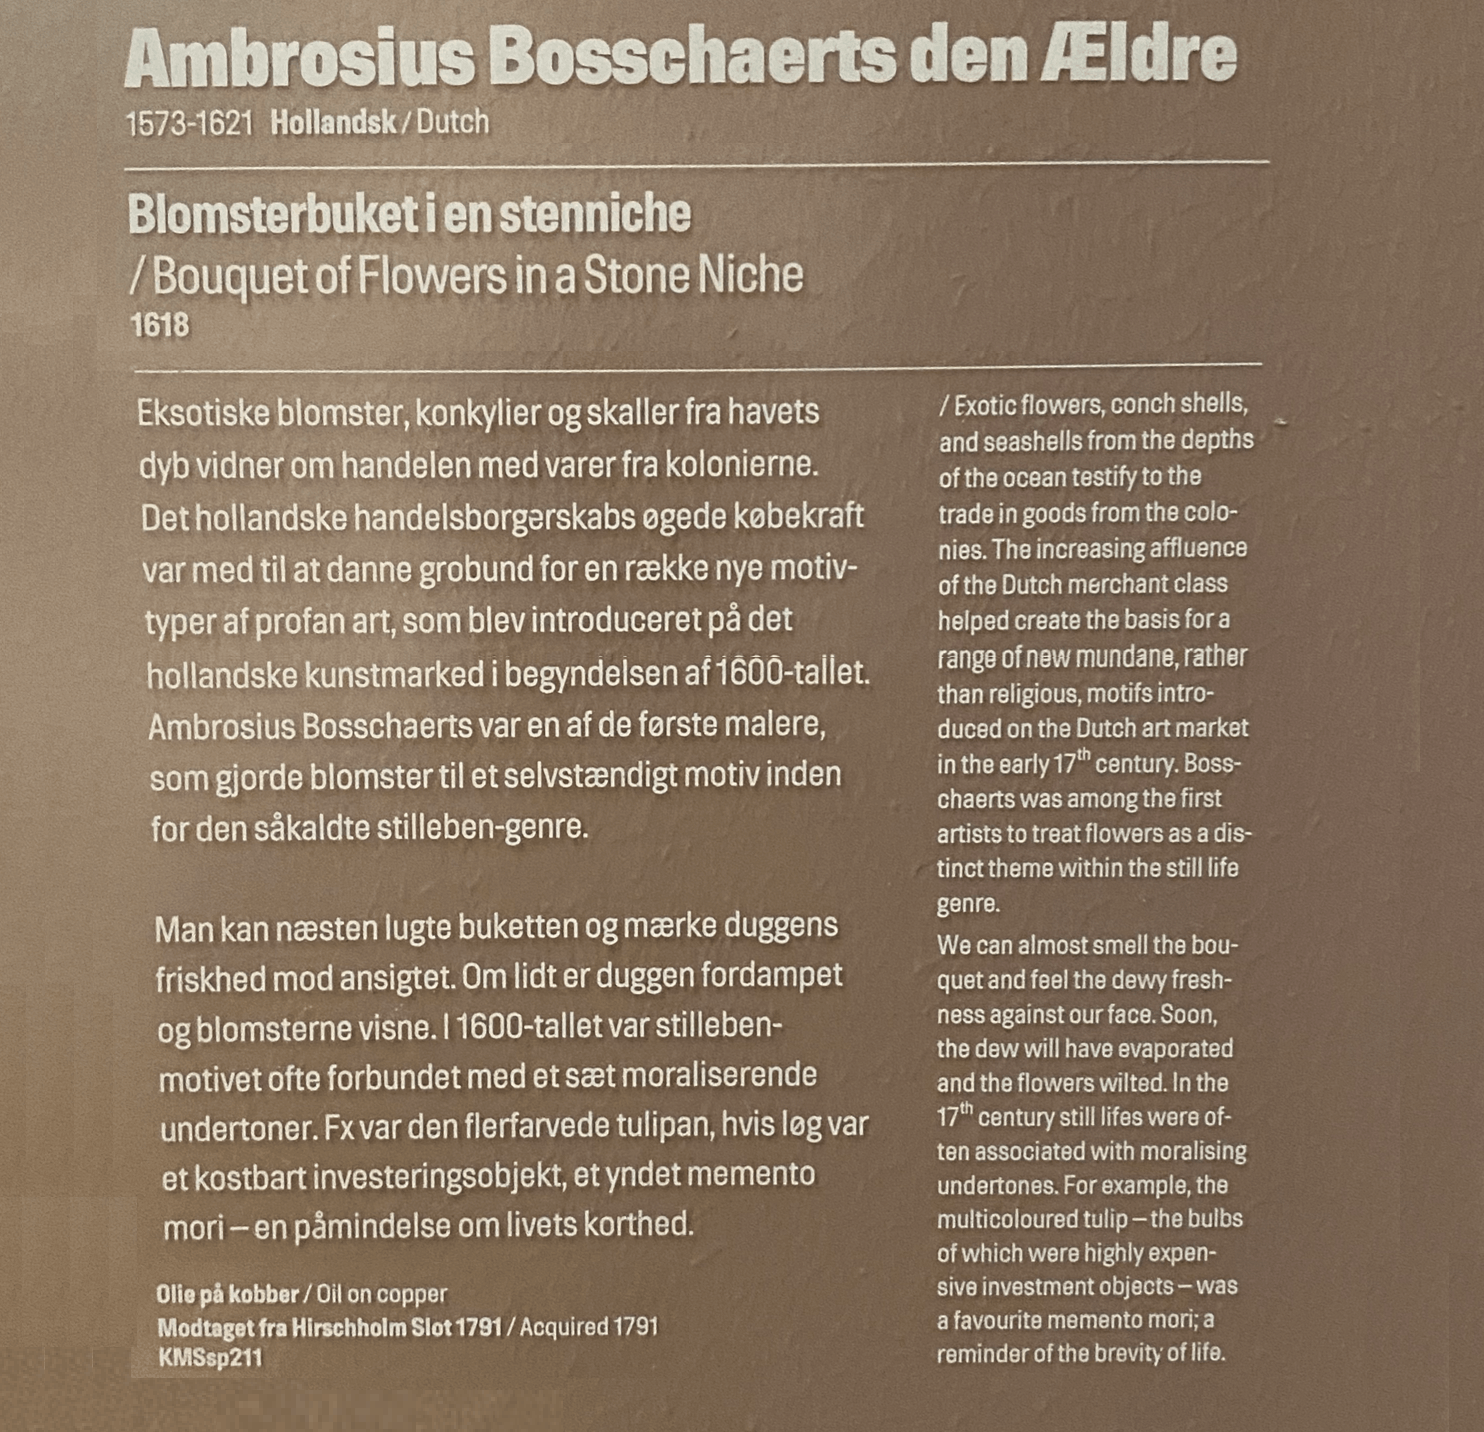 Ambrosius Bosschaerts den Ældre
1573-1621 Hollandsk / Dutch
Blomsterbuket i en stenniche
/ Bouquet of Flowers in a Stone Niche
1618
Eksotiske blomster, konkylier og skaller fra havets
dyb vidner om handelen med varer fra kolonierne.
Det hollandske handelsborgerskabs øgede købekraft
var med til at danne grobund for en række nye motiv-
typer af profan art, som blev introduceret på det
hollandske kunstmarked i begyndelsen af 1600-tallet.
Ambrosius Bosschaerts var en af de første malere,
som gjorde blomster til et selvstændigt motiv inden
for den såkaldte stilleben-genre.
Man kan næsten lugte buketten og mærke duggens
friskhed mod ansigtet. Om lidt er duggen fordampet
og blomsterne visne. I 1600-tallet var stilleben-
motivet ofte forbundet med et sæt moraliserende
undertoner. Fx var den flerfarvede tulipan, hvis løg var
et kostbart investeringsobjekt, et yndet memento
mori – en påmindelse om livets korthed.
Olie på kobber / Oil on copper
Modtaget fra Hirschholm Slot 1791 / Acquired 1791
KMSsp211
/ Exotic flowers, conch shells,
and seashells from the depths
of the ocean testify to the
trade in goods from the colo-
nies. The increasing affluence
of the Dutch merchant class
helped create the basis for a
range of new mundane, rather
than religious, motifs intro-
duced on the Dutch art market
in the early 17th century. Boss-
chaerts was among the first
artists to treat flowers as a dis-
tinct theme within the still life
genre.
We can almost smell the bou-
quet and feel the dewy fresh-
ness against our face. Soon,
the dew will have evaporated
and the flowers wilted. In the
17th century still lifes were of-
ten associated with moralising
undertones. For example, the
multicoloured tulip – the bulbs
of which were highly expen-
sive investment objects – was
a favourite memento mori; a
reminder of the brevity of life.